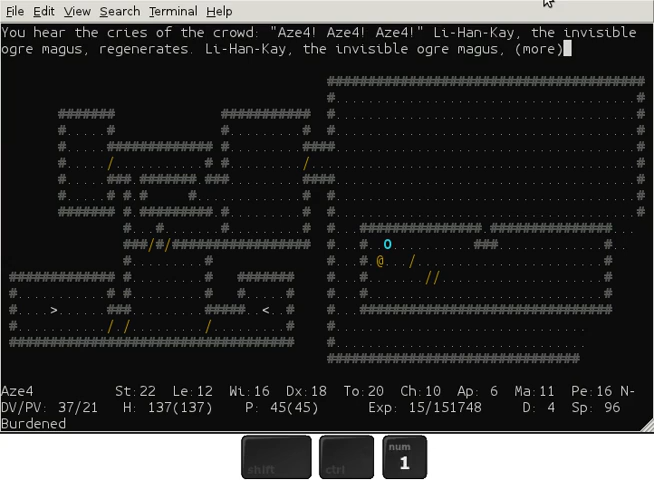 File Edit View Search Terminal Help
You hear the cries of the crowd: "Aze4! Aze4! Aze4!" Li-Han-Kay, the invisible
ogre magus, regenerates. Li-Han-Kay, the invisible ogre magus, (more)
Aze4 St:22 Le:12 Wi:16 Dx:18 To:20 Ch:10 Ap: 6 Ma:11 Pe:16 N-
DV/PV: 37/21 H: 137(137) P: 45(45) Exp: 15/151748 D: 4 Sp: 96
Burdened
shift ctrl num 1